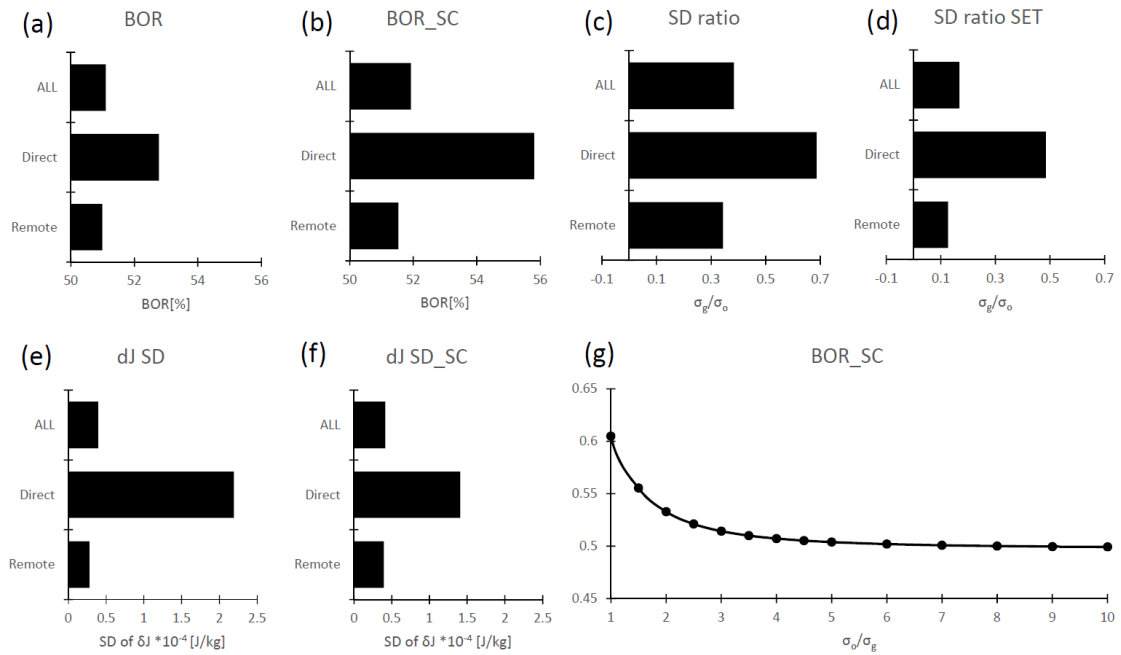 (a) BOR
ALL
Direct
Remote
50 52 54 56
BOR[%]
(b) BOR_SC
ALL
Direct
Remote
50 52 54 56
BOR[%]
(c) SD ratio
ALL
Direct
Remote
-0.1 0.1 0.3 0.5 0.7
σg/σo
(d) SD ratio SET
ALL
Direct
Remote
-0.1 0.1 0.3 0.5 0.7
σg/σo
(e) dJ SD
ALL
Direct
Remote
0 0.5 1 1.5 2 2.5
SD of δJ *10-4 [J/kg]
(f) dJ SD_SC
ALL
Direct
Remote
0 0.5 1 1.5 2 2.5
SD of δJ *10-4 [J/kg]
(g) BOR_SC
0.65
0.6
0.55
0.5
0.45
1 2 3 4 5 6 7 8 9 10
σo/σg